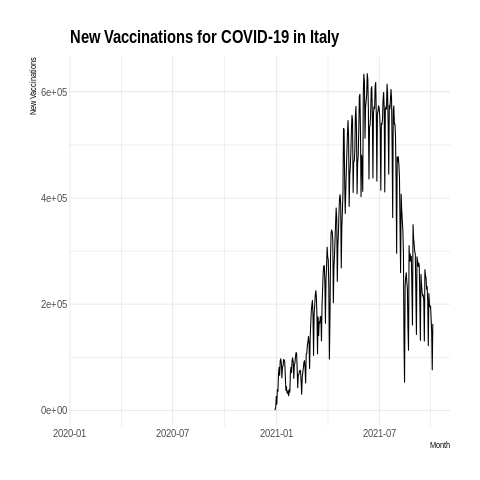 New Vaccinations for COVID-19 in Italy
New Vaccinations
6e+05
4e+05
2e+05
0e+00
2020-01 2020-07 2021-01 2021-07
Month